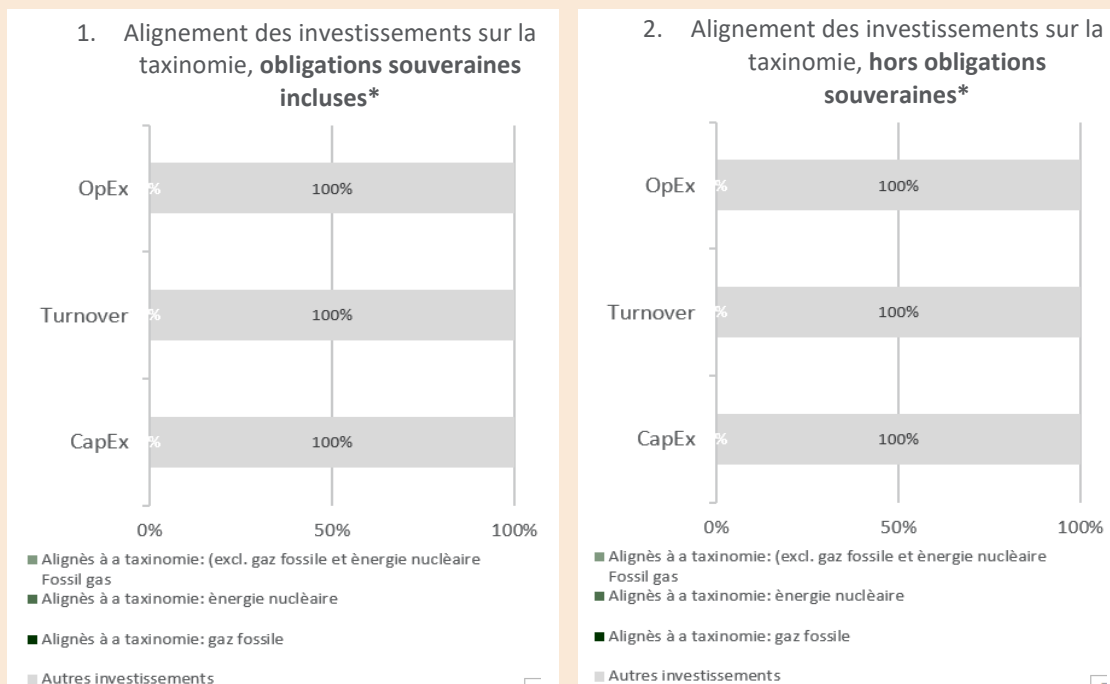 1. Alignement des investissements sur la
taxinomie, obligations souveraines
incluses*
OpEx
%
100%
Turnover
%
100%
CapEx
%
100%
0%
50%
100%
Alignès à a taxinomie: (excl. gaz fossile et ènergie nuclèaire
Fossil gas
Alignès à a taxinomie: ènergie nuclèaire
Alignès à a taxinomie: gaz fossile
Autres investissements
2. Alignement des investissements sur la
taxinomie, hors obligations
souveraines*
OpEx
%
100%
Turnover
%
100%
CapEx
%
100%
0%
50%
100%
Alignès à a taxinomie: (excl. gaz fossile et ènergie nuclèaire
Fossil gas
Alignès à a taxinomie: ènergie nuclèaire
Alignès à a taxinomie: gaz fossile
Autres investissements